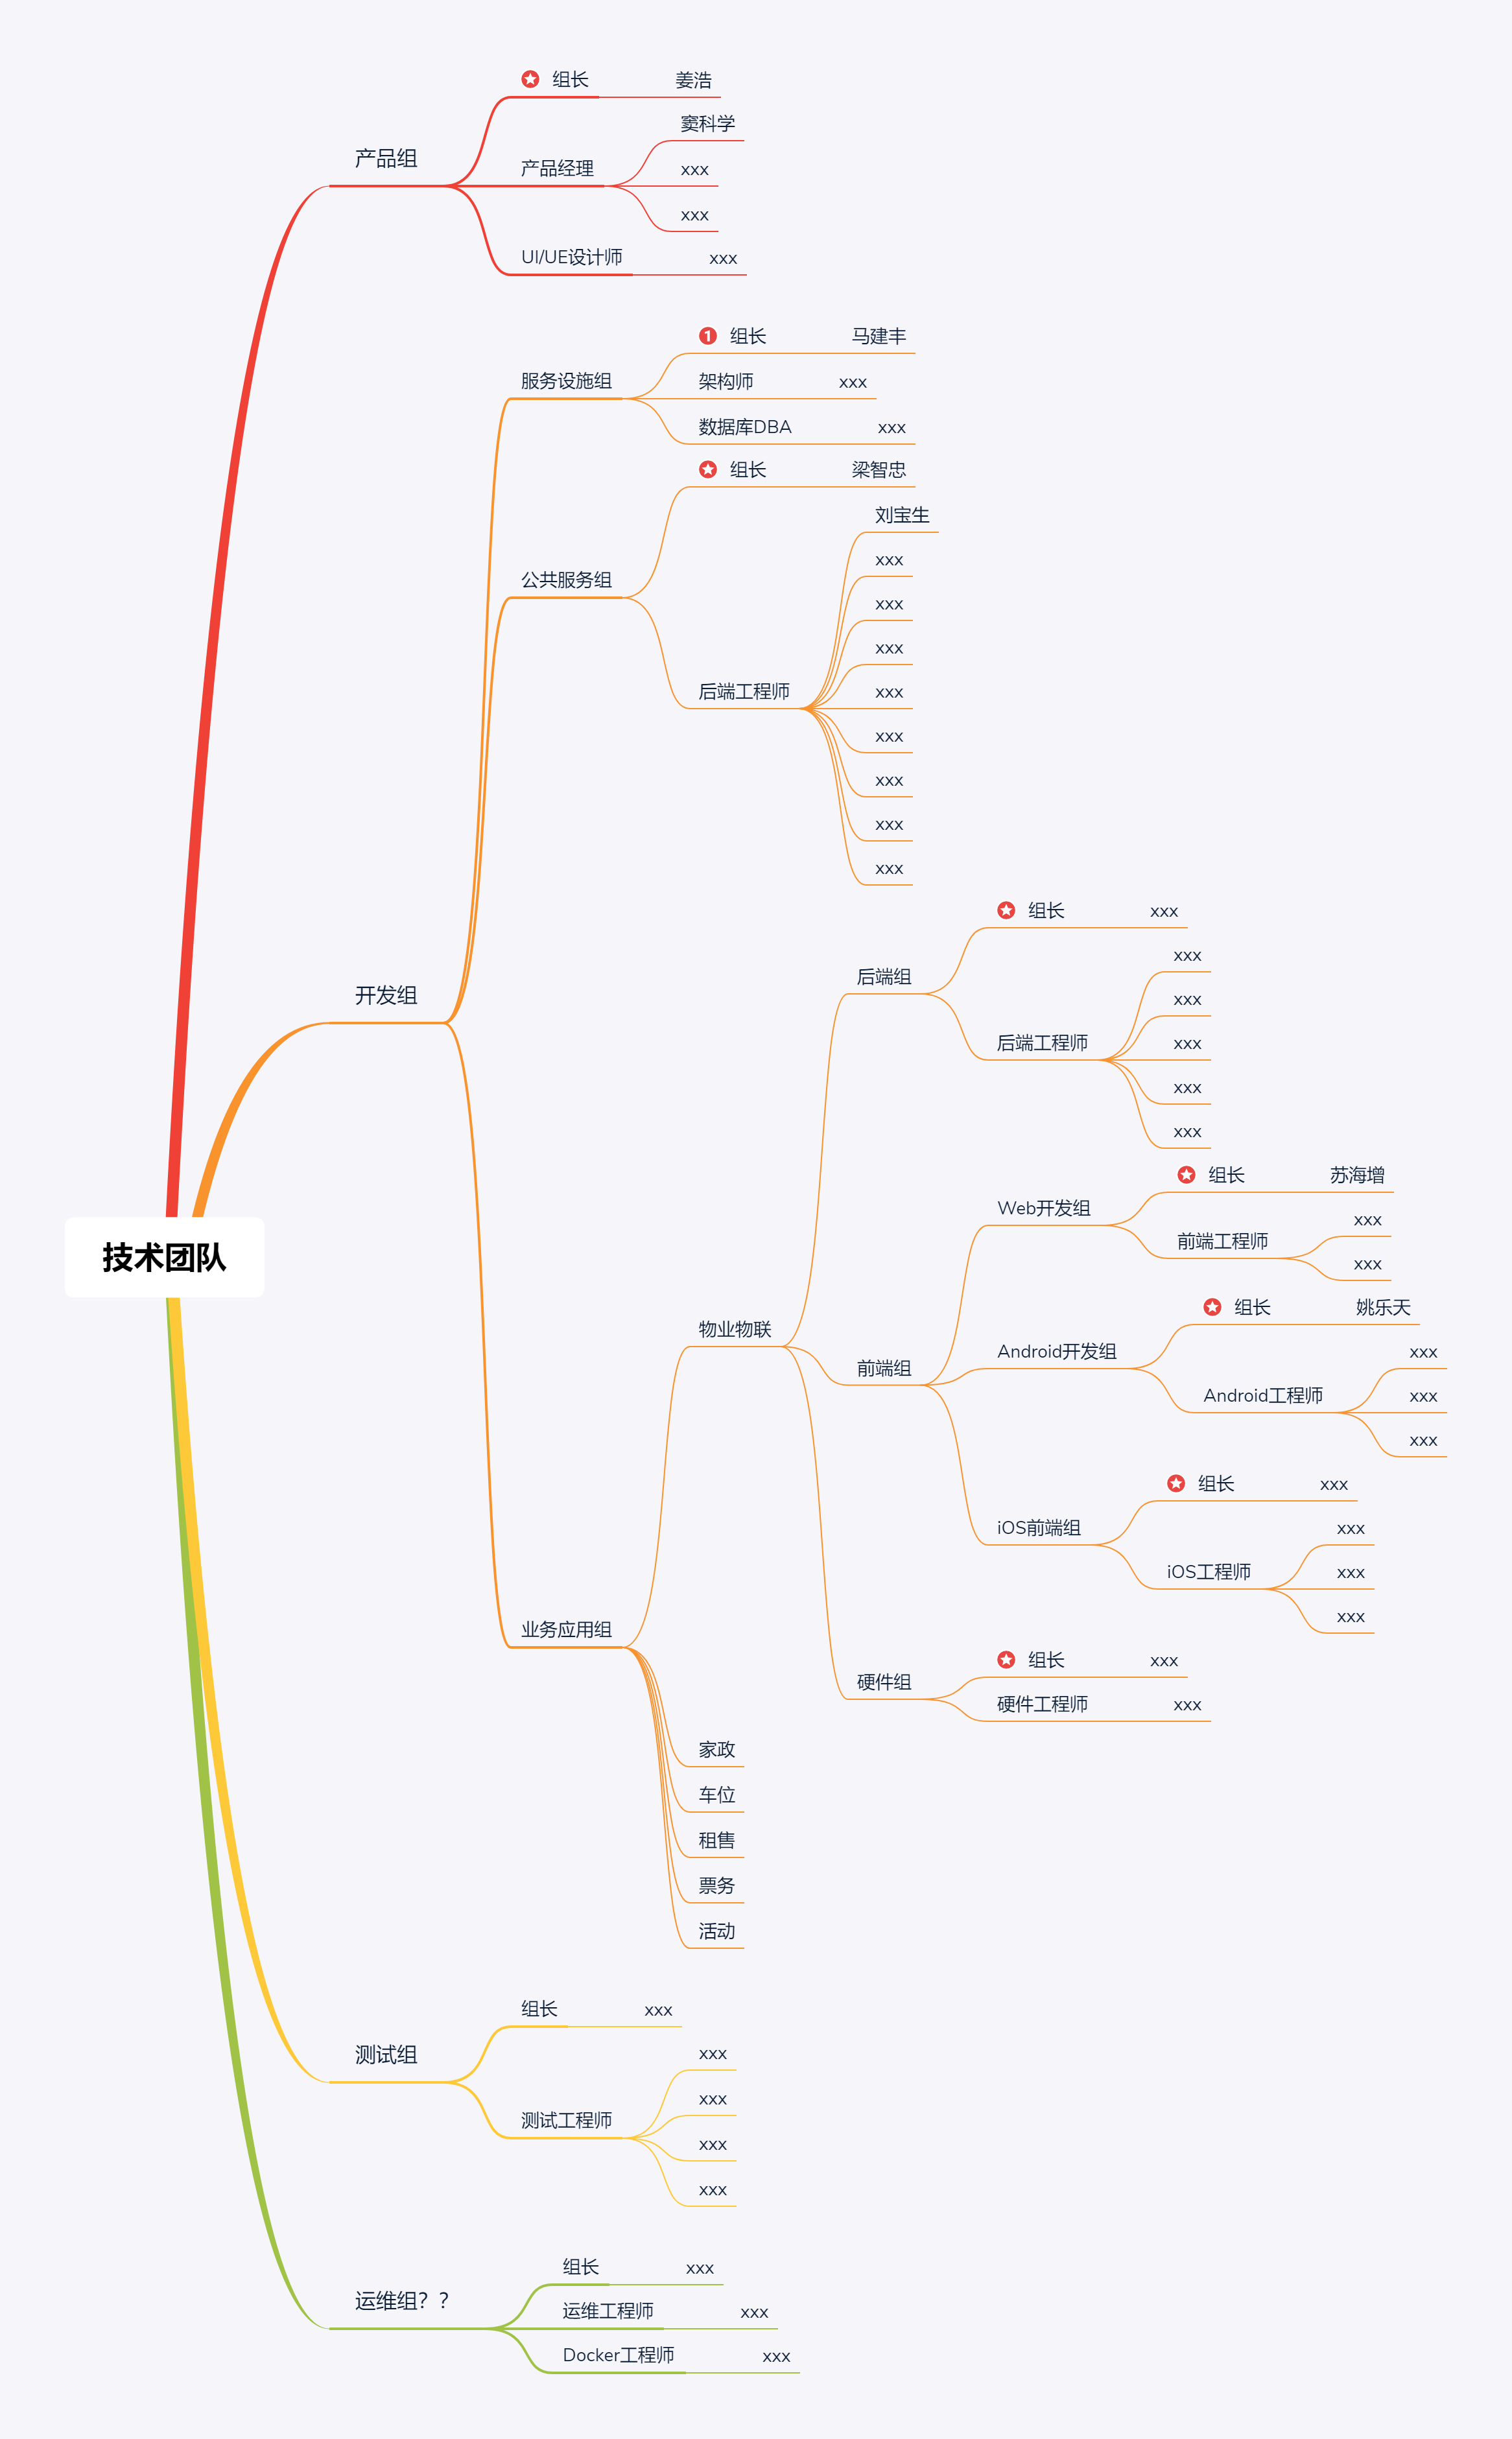 组长 姜浩
窦科学
产品组
产品经理 xxx
xxx
UI/UE设计师 xxx
1 组长 马建丰
服务设施组 架构师 xxx
数据库DBA xxx
组长 梁智忠
刘宝生
xxx
公共服务组
xxx
xxx
后端工程师 xxx
xxx
xxx
xxx
xxx
组长 xxx
xxx
后端组
开发组 xxx
后端工程师 xxx
xxx
xxx
组长 苏海增
Web开发组 xxx
前端工程师
技术团队 xxx
组长 姚乐天
物业物联
Android开发组 xxx
前端组
Android工程师 xxx
xxx
组长 xxx
iOS前端组 xxx
iOS工程师 xxx
xxx
业务应用组
组长 xxx
硬件组
硬件工程师 xxx
家政
车位
租售
票务
活动
组长 xxx
测试组 xxx
xxx
测试工程师
xxx
xxx
组长 xxx
运维组？？
运维工程师 xxx
Docker工程师 xxx